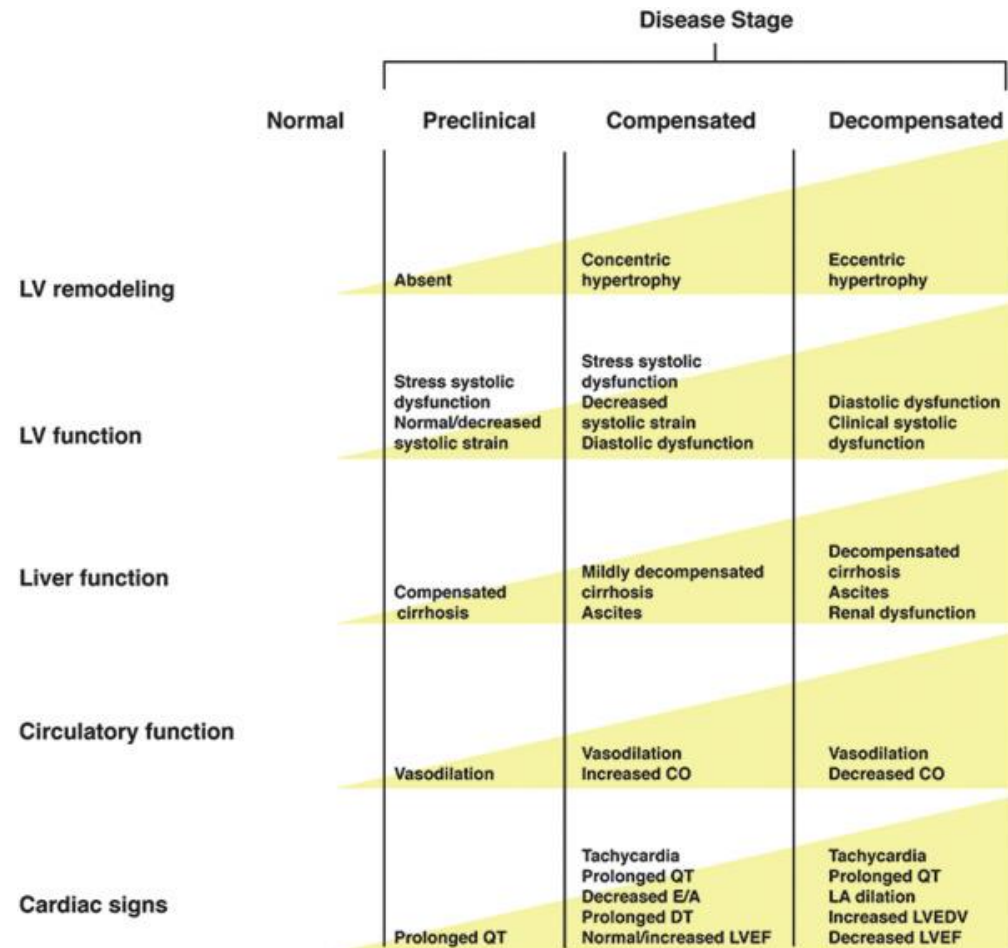 Disease Stage
Normal Preclinical Compensated Decompensated
LV remodeling
Absent
Concentric
hypertrophy
Eccentric
hypertrophy
LV function
Stress systolic
dysfunction
Normal/decreased
systolic strain
Stress systolic
dysfunction
Decreased
systolic strain
Diastolic dysfunction
Diastolic dysfunction
Clinical systolic
dysfunction
Liver function
Compensated
cirrhosis
Mildly decompensated
cirrhosis
Ascites
Decompensated
cirrhosis
Ascites
Renal dysfunction
Circulatory function
Vasodilation
Vasodilation
Increased CO
Vasodilation
Decreased CO
Cardiac signs
Prolonged QT
Tachycardia
Prolonged QT
Decreased E/A
Prolonged DT
Normal/increased LVEF
Tachycardia
Prolonged QT
LA dilation
Increased LVEDV
Decreased LVEF